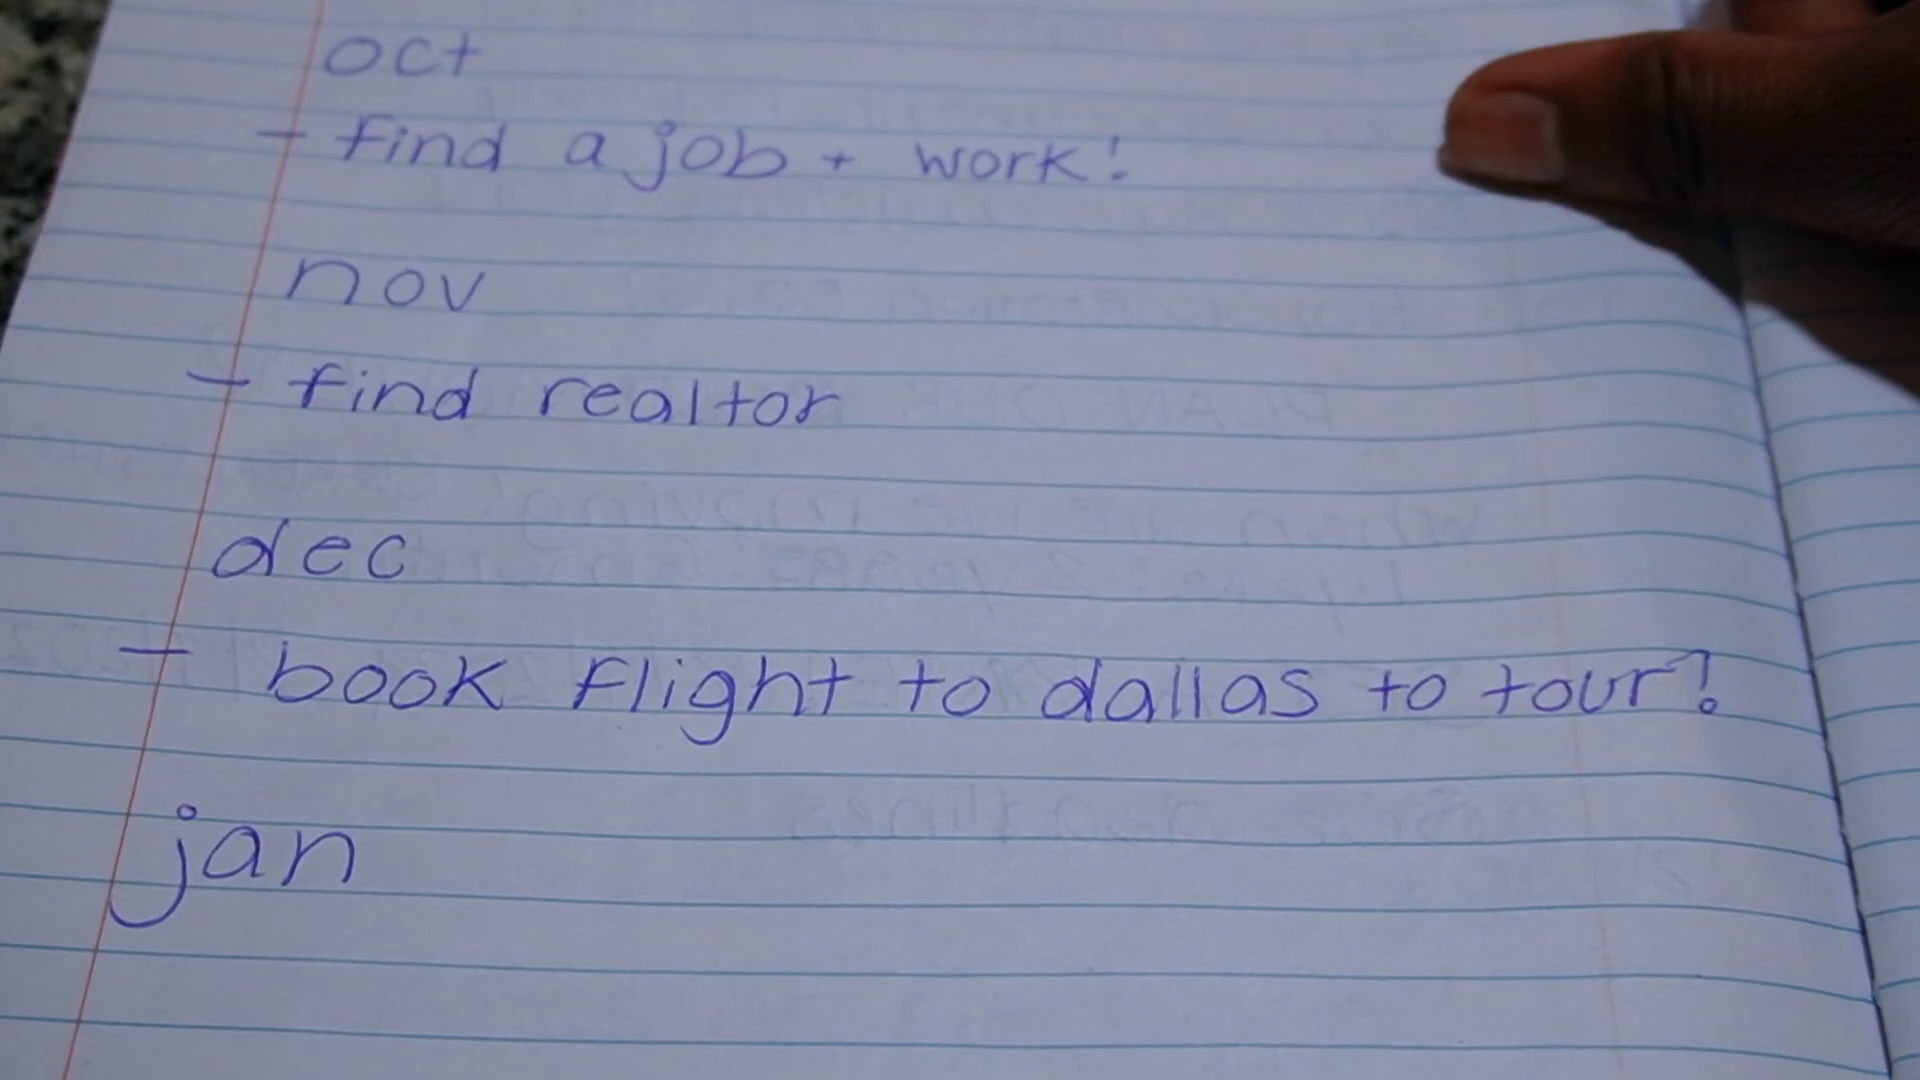 oct
- find a job + work!
nov
- find realtor
dec
- book flight to dallas to tour!
jan